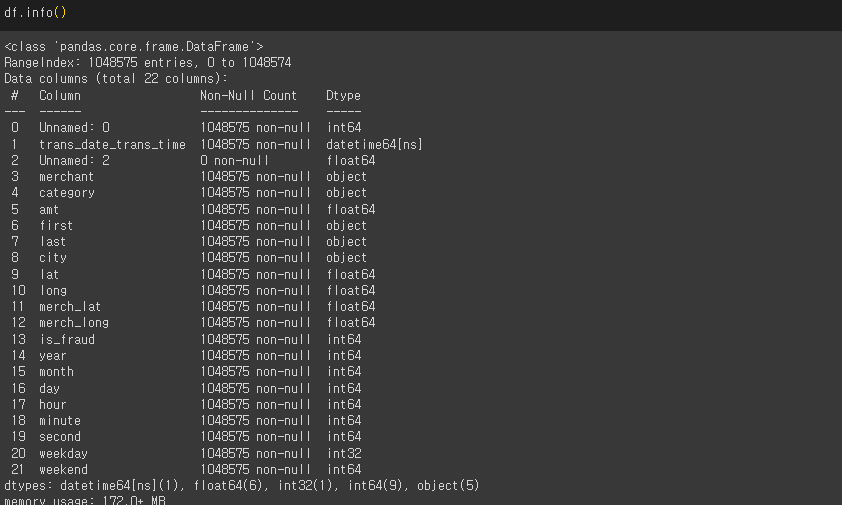 df.info()
<class 'pandas.core.frame.DataFrame'>
RangeIndex: 1048575 entries, 0 to 1048574
Data columns (total 22 columns):
 #   Column                 Non-Null Count    Dtype
---  ------                 --------------    -----
 0   Unnamed: 0             1048575 non-null  int64
 1   trans_date_trans_time  1048575 non-null  datetime64[ns]
 2   Unnamed: 2             0 non-null        float64
 3   merchant               1048575 non-null  object
 4   category               1048575 non-null  object
 5   amt                    1048575 non-null  float64
 6   first                  1048575 non-null  object
 7   last                   1048575 non-null  object
 8   city                   1048575 non-null  object
 9   lat                    1048575 non-null  float64
 10  long                   1048575 non-null  float64
 11  merch_lat              1048575 non-null  float64
 12  merch_long             1048575 non-null  float64
 13  is_fraud               1048575 non-null  int64
 14  year                   1048575 non-null  int64
 15  month                  1048575 non-null  int64
 16  day                    1048575 non-null  int64
 17  hour                   1048575 non-null  int64
 18  minute                 1048575 non-null  int64
 19  second                 1048575 non-null  int64
 20  weekday                1048575 non-null  int32
 21  weekend                1048575 non-null  int64
dtypes: datetime64[ns](1), float64(6), int32(1), int64(9), object(5)
memory usage: 172.0+ MB